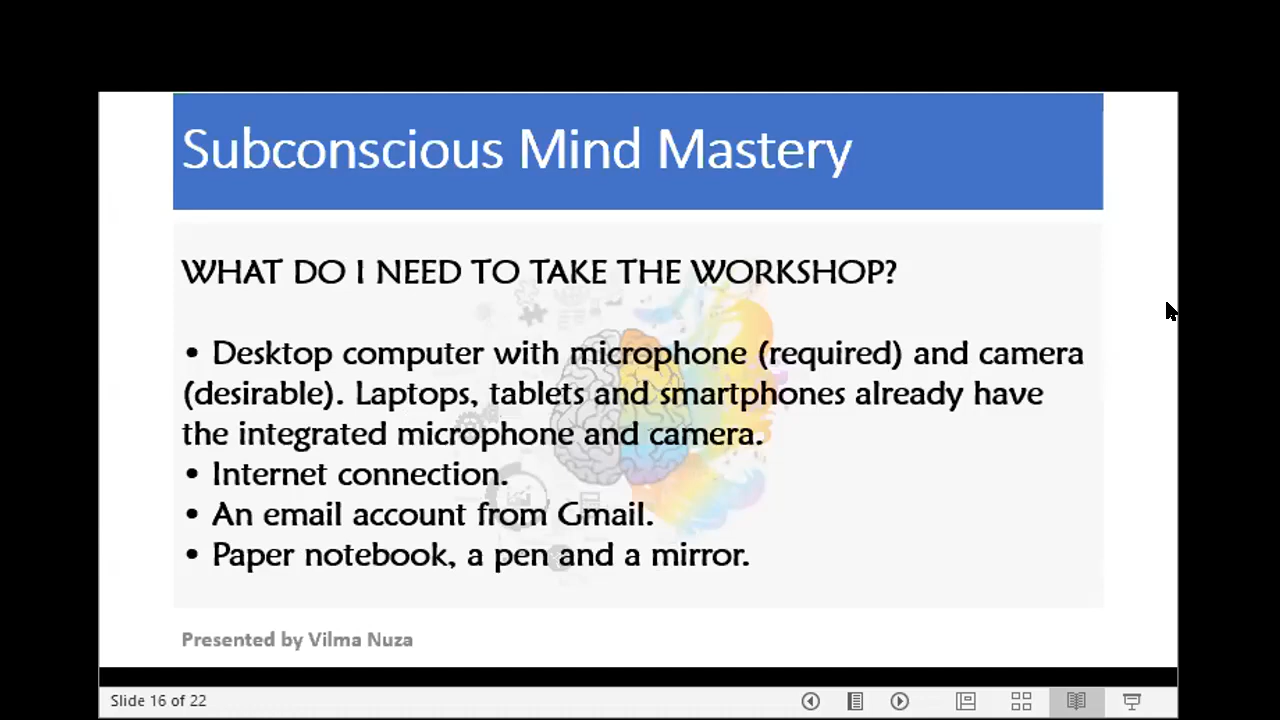 Subconscious Mind Mastery
WHAT DO I NEED TO TAKE THE WORKSHOP?
• Desktop computer with microphone (required) and camera
(desirable). Laptops, tablets and smartphones already have
the integrated microphone and camera.
• Internet connection.
• An email account from Gmail.
• Paper notebook, a pen and a mirror.
Presented by Vilma Nuza
Slide 16 of 22